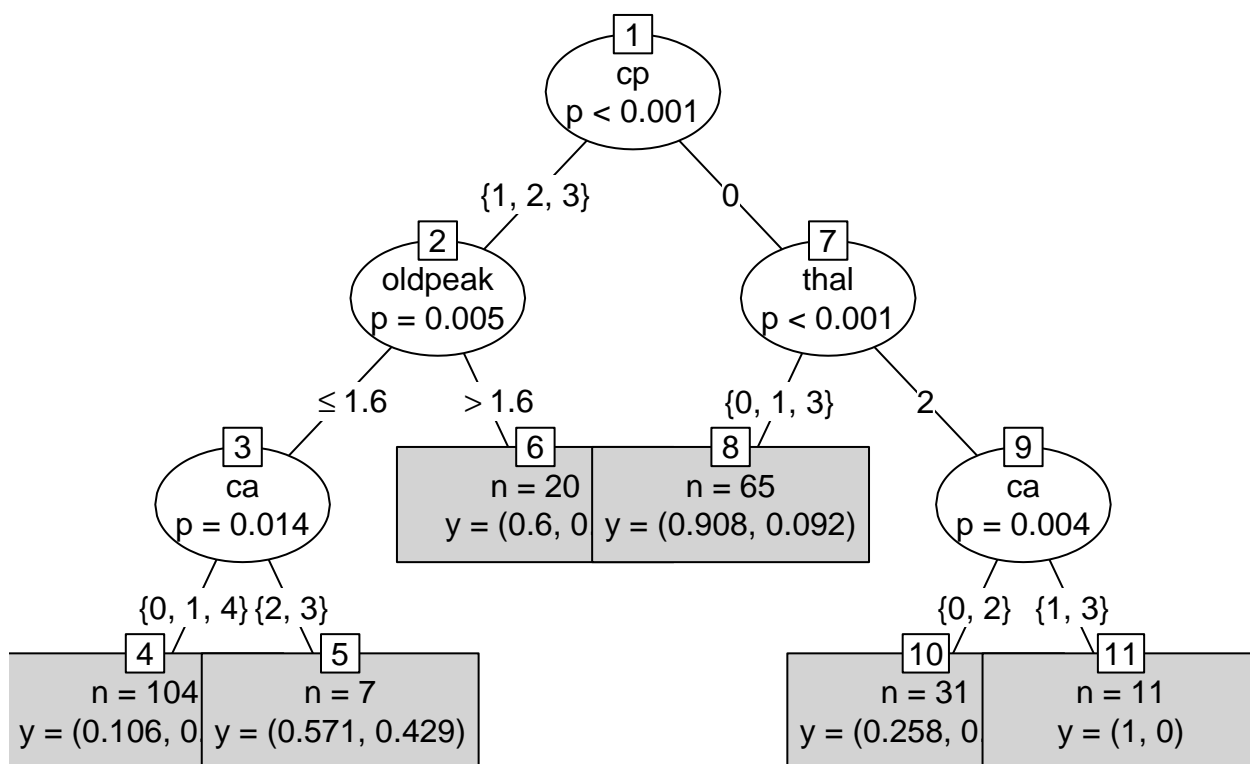 1
cp
p < 0.001
{1, 2, 3}
0
2
oldpeak
p = 0.005
7
thal
p < 0.001
≤ 1.6
> 1.6
{0, 1, 3}
2
3
ca
p = 0.014
6
n = 20
y = (0.6, 0.
8
n = 65
y = (0.908, 0.092)
9
ca
p = 0.004
{0, 1, 4}
{2, 3}
{0, 2}
{1, 3}
4
n = 104
y = (0.106, 0.
5
n = 7
y = (0.571, 0.429)
10
n = 31
y = (0.258, 0.
11
n = 11
y = (1, 0)